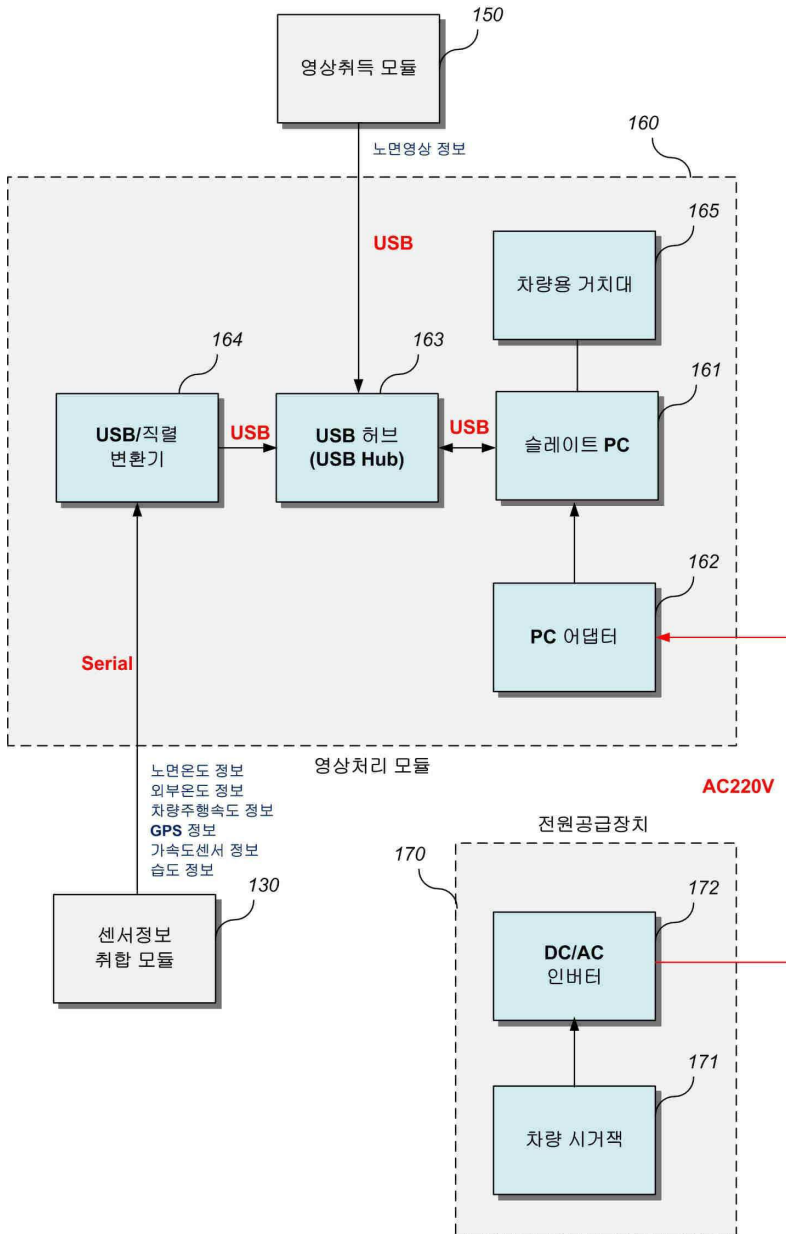 150
영상취득 모듈
노면영상 정보
160
165
USB
차량용 거치대
164
163
161
USB/직렬
변환기
USB
USB 허브
(USB Hub)
USB
슬레이트 PC
162
PC 어댑터
Serial
영상처리 모듈
노면온도 정보
외부온도 정보
차량주행속도 정보
GPS 정보
가속도센서 정보
습도 정보
AC220V
전원공급장치
130
센서정보
취합 모듈
170
172
DC/AC
인버터
171
차량 시거잭